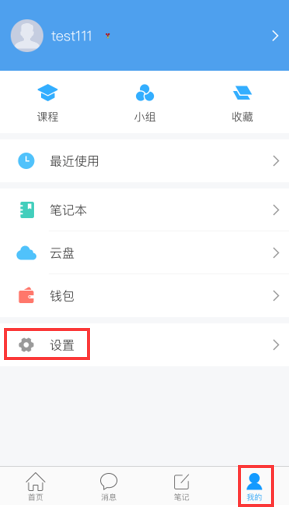 test111
课程
小组
收藏
最近使用
笔记本
云盘
钱包
设置
首页
消息
笔记
我的